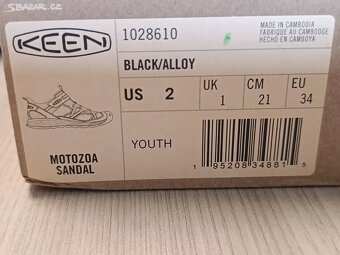 SBAZAR.CZ
KEEN
1028610
MADE IN CAMBODIA
FABRIQUE AU CAMBODGE
HECHO EN CAMBOYA
BLACK/ALLOY
US 2
UK 1
CM 21
EU 34
MOTOZOA
SANDAL
YOUTH
1 95208 34881 5